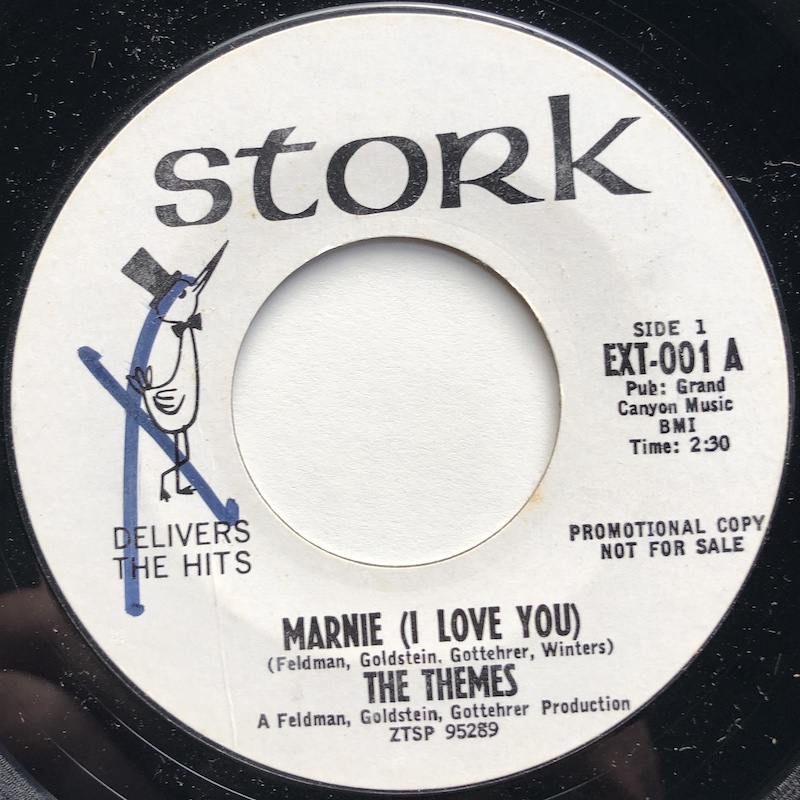 stork
SIDE 1
EXT-001 A
Pub: Grand
Canyon Music
BMI
Time: 2:30
DELIVERS
THE HITS
PROMOTIONAL COPY
NOT FOR SALE
MARNIE (I LOVE YOU)
(Feldman, Goldstein. Gottehrer, Winters)
THE THEMES
A Feldman, Goldstein, Gottehrer Production
ZTSP 95289